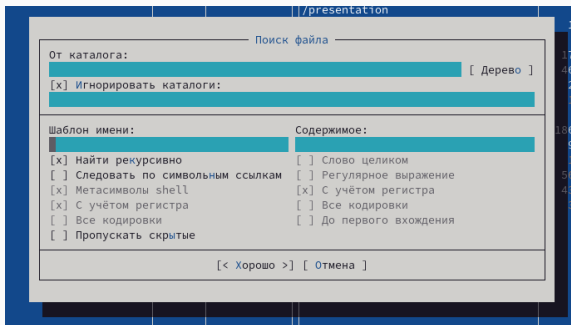 /presentation
Поиск файла
От каталога:
[ Дерево ]
[x] Игнорировать каталоги:
Шаблон имени:
Содержимое:
[x] Найти рекурсивно
[ ] Слово целиком
[ ] Следовать по символьным ссылкам
[ ] Регулярное выражение
[x] Метасимволы shell
[x] С учётом регистра
[x] С учётом регистра
[ ] Все кодировки
[ ] Все кодировки
[ ] До первого вхождения
[ ] Пропускать скрытые
[< Хорошо >] [ Отмена ]